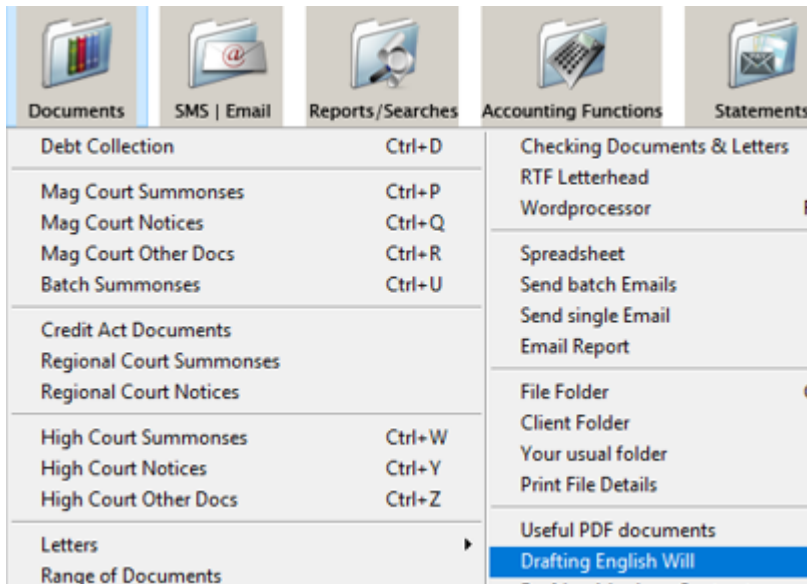 Documents
SMS | Email
Reports/Searches
Accounting Functions
Statements
Debt Collection Ctrl+D
Mag Court Summonses Ctrl+P
Mag Court Notices Ctrl+Q
Mag Court Other Docs Ctrl+R
Batch Summonses Ctrl+U
Credit Act Documents
Regional Court Summonses
Regional Court Notices
High Court Summonses Ctrl+W
High Court Notices Ctrl+Y
High Court Other Docs Ctrl+Z
Letters
Range of Documents
Checking Documents & Letters
RTF Letterhead
Wordprocessor
Spreadsheet
Send batch Emails
Send single Email
Email Report
File Folder
Client Folder
Your usual folder
Print File Details
Useful PDF documents
Drafting English Will